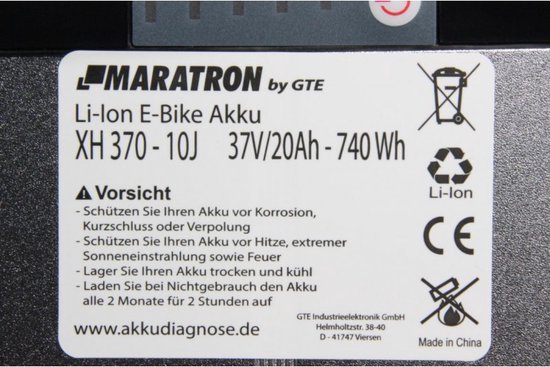 MARATRON by GTE
Li-Ion E-Bike Akku
XH 370 - 10J 37V/20Ah - 740 Wh
Li-Ion
Vorsicht
- Schützen Sie Ihren Akku vor Korrosion,
Kurzschluss oder Verpolung
- Schützen Sie Ihren Akku vor Hitze, extremer
Sonneneinstrahlung sowie Feuer
- Lager Sie Ihren Akku trocken und kühl
- Laden Sie bei Nichtgebrauch den Akku
alle 2 Monate für 2 Stunden auf
CE
www.akkudiagnose.de
GTE Industrieelektronik GmbH
Helmholtzstr. 38-40
D - 41747 Viersen
Made in China